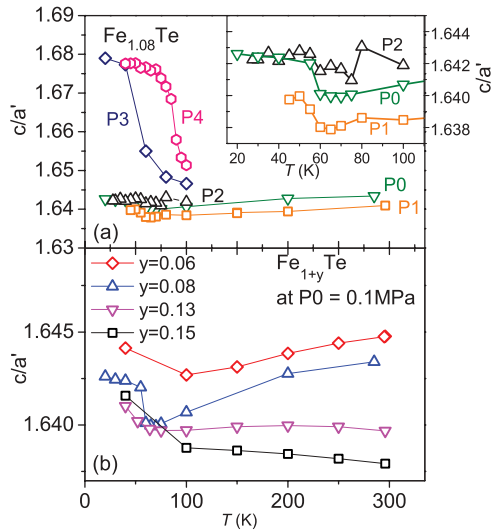 1.69
Fe1.08Te
1.68
1.67
P3
P4
1.66
1.65
P2
P0
1.64
P1
1.63
(a)
c/a'
P2
P0
P1
1.644
1.642
1.640
1.638
c/a'
20 40 60 80 100
T (K)
y=0.06
y=0.08
y=0.13
y=0.15
Fe1+yTe
at P0 = 0.1MPa
1.645
1.640
c/a'
(b)
0 100 200 300
T (K)